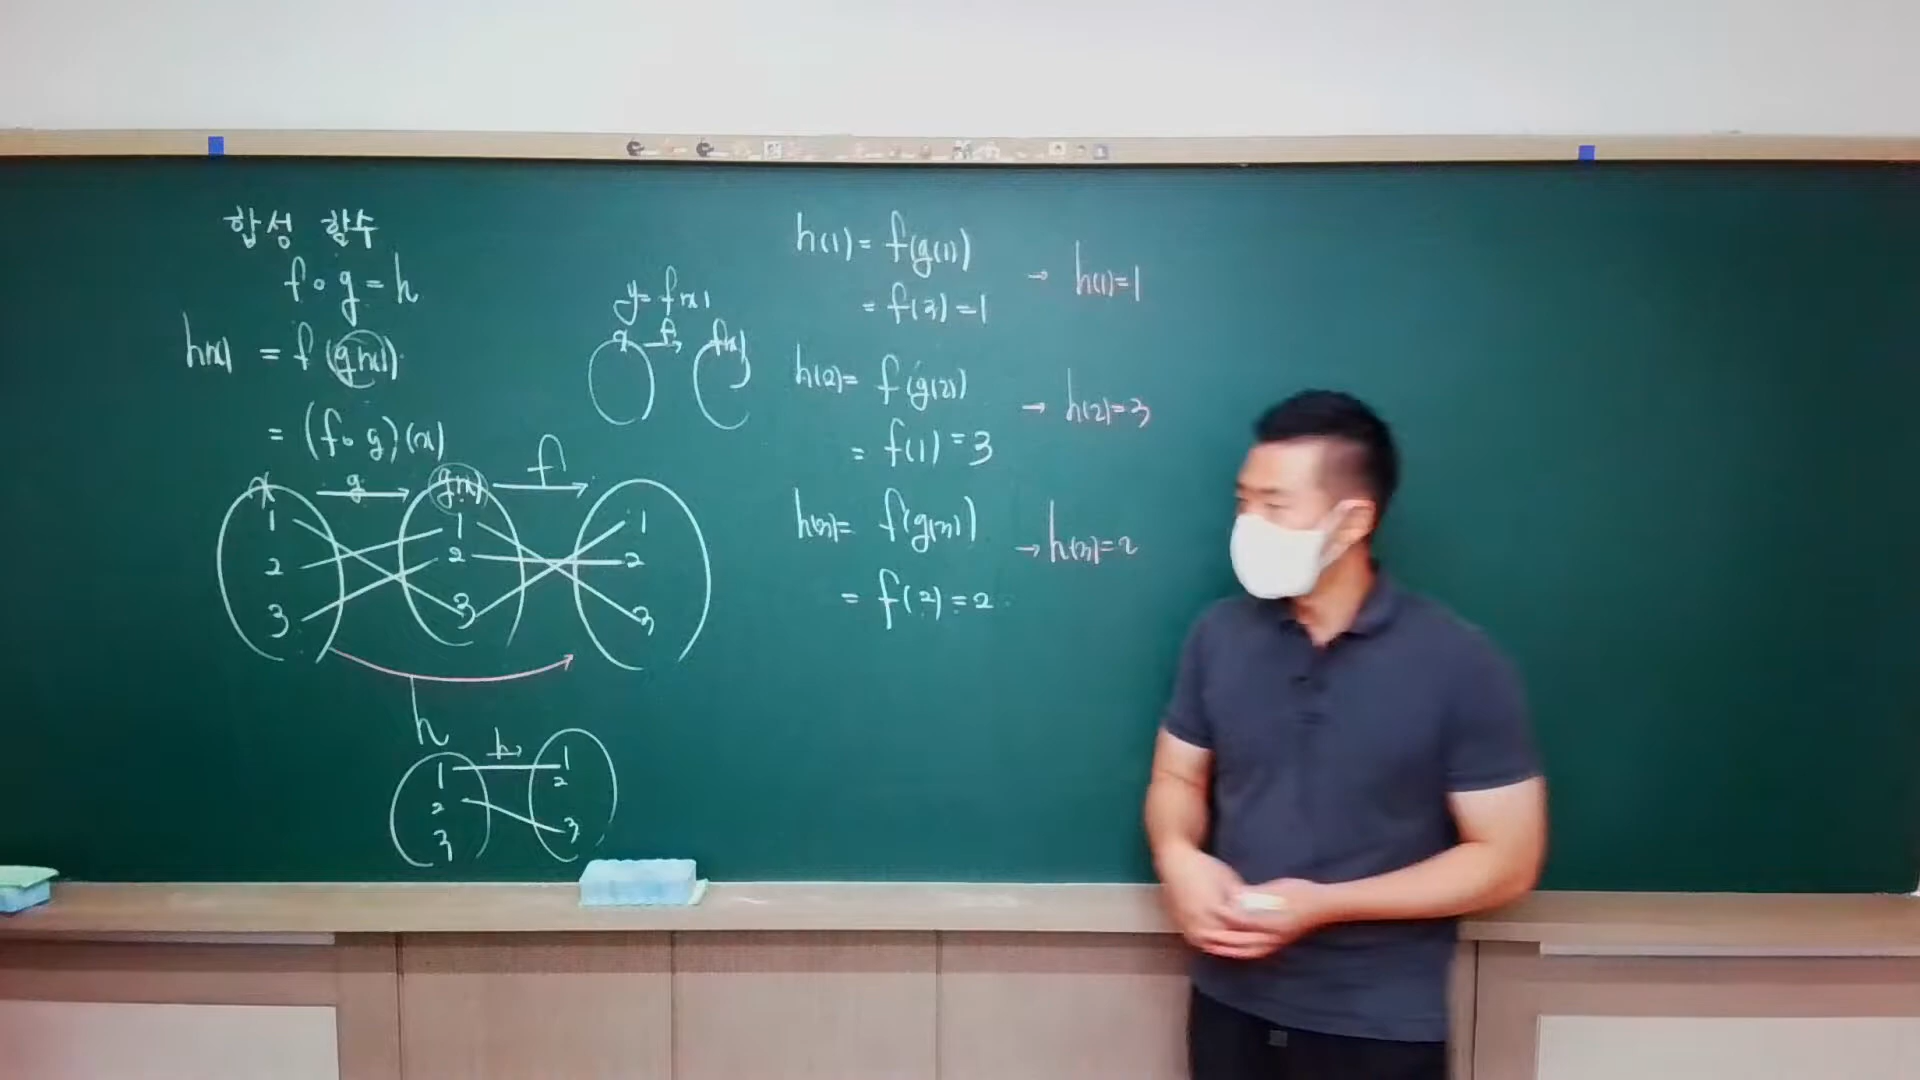 합성 함수
f∘g=h
h(x) = f(g(x))
= (f∘g)(x)
x g g(x) f
1 1 1
2 2 2
3 3 3
h
h
1 1
2 2
3 3
y=f(x)
x f f(x)
h(1)= f(g(1))
= f(3)=1
→ h(1)=1
h(2)= f(g(2))
= f(1)=3
→ h(2)=3
h(3)= f(g(3))
= f(2)=2
→ h(3)=2